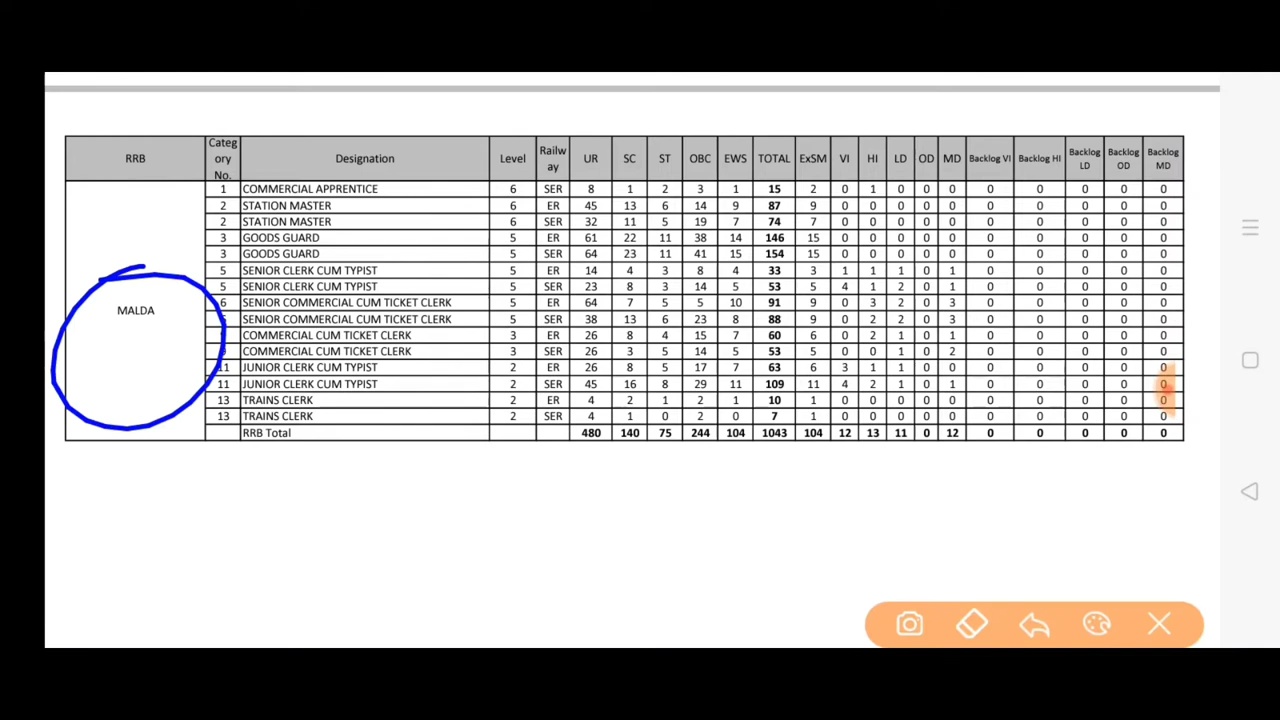 RRB Categ ory No. Designation Level Railw ay UR SC ST OBC EWS TOTAL ExSM VI HI LD OD MD Backlog VI Backlog HI Backlog LD Backlog OD Backlog MD
1 COMMERCIAL APPRENTICE 6 SER 8 1 2 3 1 15 2 0 1 0 0 0 0 0 0 0 0
2 STATION MASTER 6 ER 45 13 6 14 9 87 9 0 0 0 0 0 0 0 0 0 0
2 STATION MASTER 6 SER 32 11 5 19 7 74 7 0 0 0 0 0 0 0 0 0 0
3 GOODS GUARD 5 ER 61 22 11 38 14 146 15 0 0 0 0 0 0 0 0 0 0
3 GOODS GUARD 5 SER 64 23 11 41 15 154 15 0 0 0 0 0 0 0 0 0 0
5 SENIOR CLERK CUM TYPIST 5 ER 14 4 3 8 4 33 3 1 1 1 0 1 0 0 0 0 0
5 SENIOR CLERK CUM TYPIST 5 SER 23 8 3 14 5 53 5 4 1 2 0 1 0 0 0 0 0
MALDA 6 SENIOR COMMERCIAL CUM TICKET CLERK 5 ER 64 7 5 5 10 91 9 0 3 2 0 3 0 0 0 0 0
SENIOR COMMERCIAL CUM TICKET CLERK 5 SER 38 13 6 23 8 88 9 0 2 2 0 3 0 0 0 0 0
COMMERCIAL CUM TICKET CLERK 3 ER 26 8 4 15 7 60 6 0 2 1 0 1 0 0 0 0 0
COMMERCIAL CUM TICKET CLERK 3 SER 26 3 5 14 5 53 5 0 0 1 0 2 0 0 0 0 0
11 JUNIOR CLERK CUM TYPIST 2 ER 26 8 5 17 7 63 6 3 1 1 0 0 0 0 0 0 0
11 JUNIOR CLERK CUM TYPIST 2 SER 45 16 8 29 11 109 11 4 2 1 0 1 0 0 0 0 0
13 TRAINS CLERK 2 ER 4 2 1 2 1 10 1 0 0 0 0 0 0 0 0 0 0
13 TRAINS CLERK 2 SER 4 1 0 2 0 7 1 0 0 0 0 0 0 0 0 0 0
RRB Total 480 140 75 244 104 1043 104 12 13 11 0 12 0 0 0 0 0